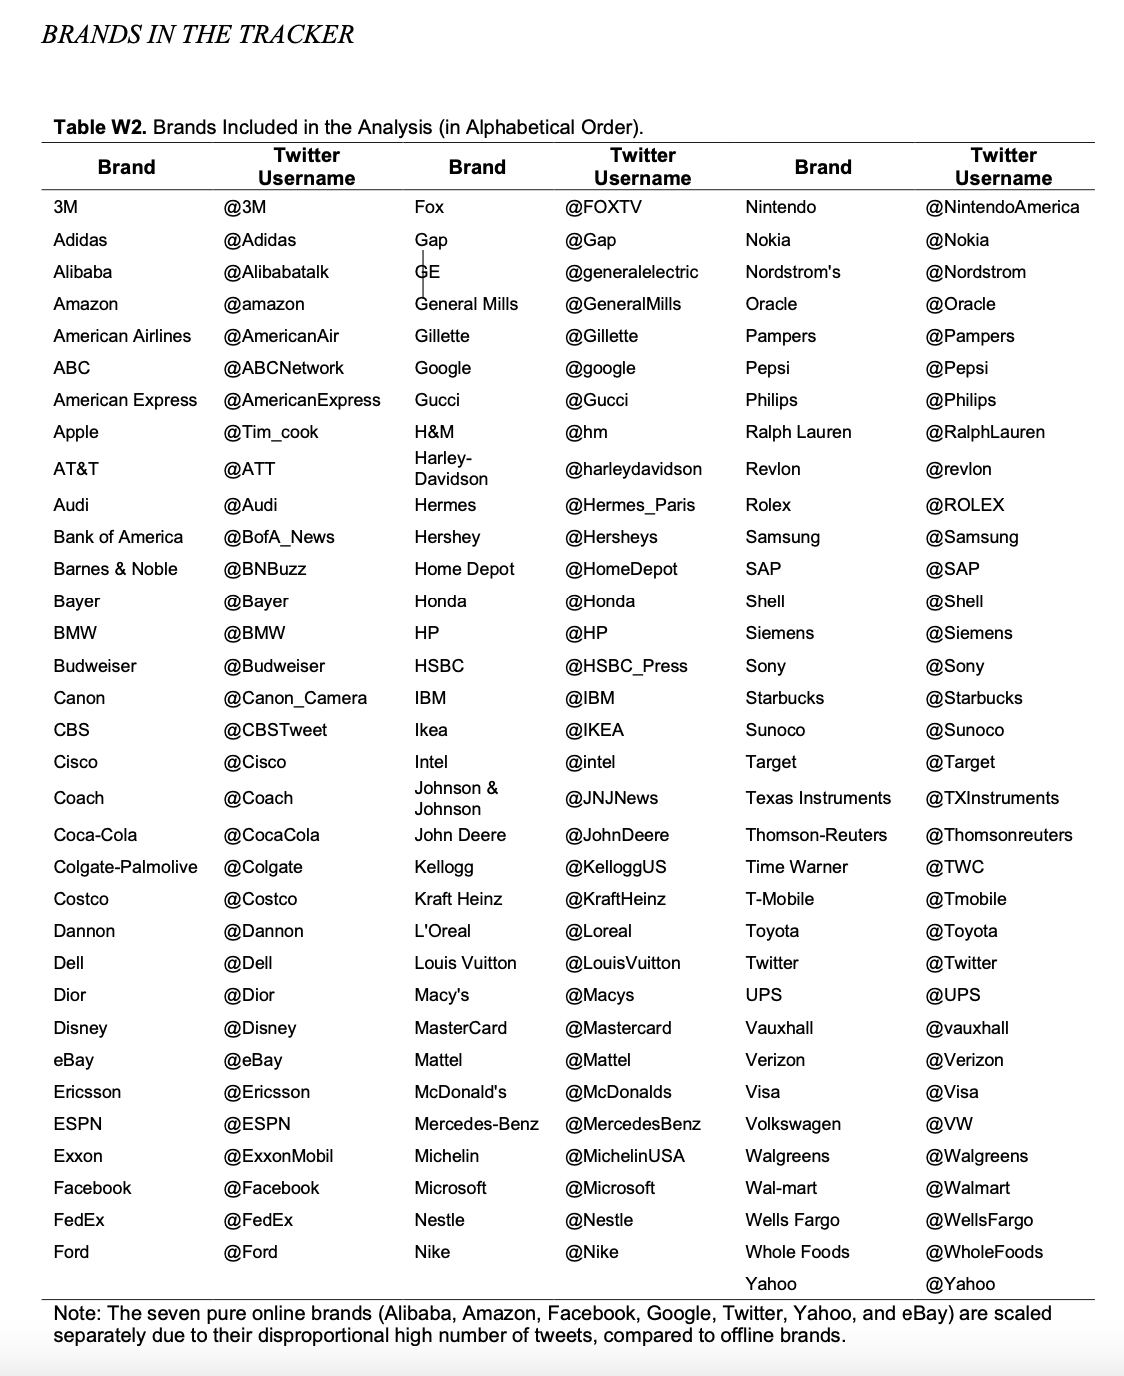 BRANDS IN THE TRACKER
Table W2. Brands Included in the Analysis (in Alphabetical Order).
Brand Twitter Username Brand Twitter Username Brand Twitter Username
3M @3M Fox @FOXTV Nintendo @NintendoAmerica
Adidas @Adidas Gap @Gap Nokia @Nokia
Alibaba @Alibabatalk GE @generalelectric Nordstrom's @Nordstrom
Amazon @amazon General Mills @GeneralMills Oracle @Oracle
American Airlines @AmericanAir Gillette @Gillette Pampers @Pampers
ABC @ABCNetwork Google @google Pepsi @Pepsi
American Express @AmericanExpress Gucci @Gucci Philips @Philips
Apple @Tim_cook H&M @hm Ralph Lauren @RalphLauren
AT&T @ATT Harley-Davidson @harleydavidson Revlon @revlon
Audi @Audi Hermes @Hermes_Paris Rolex @ROLEX
Bank of America @BofA_News Hershey @Hersheys Samsung @Samsung
Barnes & Noble @BNBuzz Home Depot @HomeDepot SAP @SAP
Bayer @Bayer Honda @Honda Shell @Shell
BMW @BMW HP @HP Siemens @Siemens
Budweiser @Budweiser HSBC @HSBC_Press Sony @Sony
Canon @Canon_Camera IBM @IBM Starbucks @Starbucks
CBS @CBSTweet Ikea @IKEA Sunoco @Sunoco
Cisco @Cisco Intel @intel Target @Target
Coach @Coach Johnson & Johnson @JNJNews Texas Instruments @TXInstruments
Coca-Cola @CocaCola John Deere @JohnDeere Thomson-Reuters @Thomsonreuters
Colgate-Palmolive @Colgate Kellogg @KelloggUS Time Warner @TWC
Costco @Costco Kraft Heinz @KraftHeinz T-Mobile @Tmobile
Dannon @Dannon L'Oreal @Loreal Toyota @Toyota
Dell @Dell Louis Vuitton @LouisVuitton Twitter @Twitter
Dior @Dior Macy's @Macys UPS @UPS
Disney @Disney MasterCard @Mastercard Vauxhall @vauxhall
eBay @eBay Mattel @Mattel Verizon @Verizon
Ericsson @Ericsson McDonald's @McDonalds Visa @Visa
ESPN @ESPN Mercedes-Benz @MercedesBenz Volkswagen @VW
Exxon @ExxonMobil Michelin @MichelinUSA Walgreens @Walgreens
Facebook @Facebook Microsoft @Microsoft Wal-mart @Walmart
FedEx @FedEx Nestle @Nestle Wells Fargo @WellsFargo
Ford @Ford Nike @Nike Whole Foods @WholeFoods
Yahoo @Yahoo
Note: The seven pure online brands (Alibaba, Amazon, Facebook, Google, Twitter, Yahoo, and eBay) are scaled
separately due to their disproportional high number of tweets, compared to offline brands.